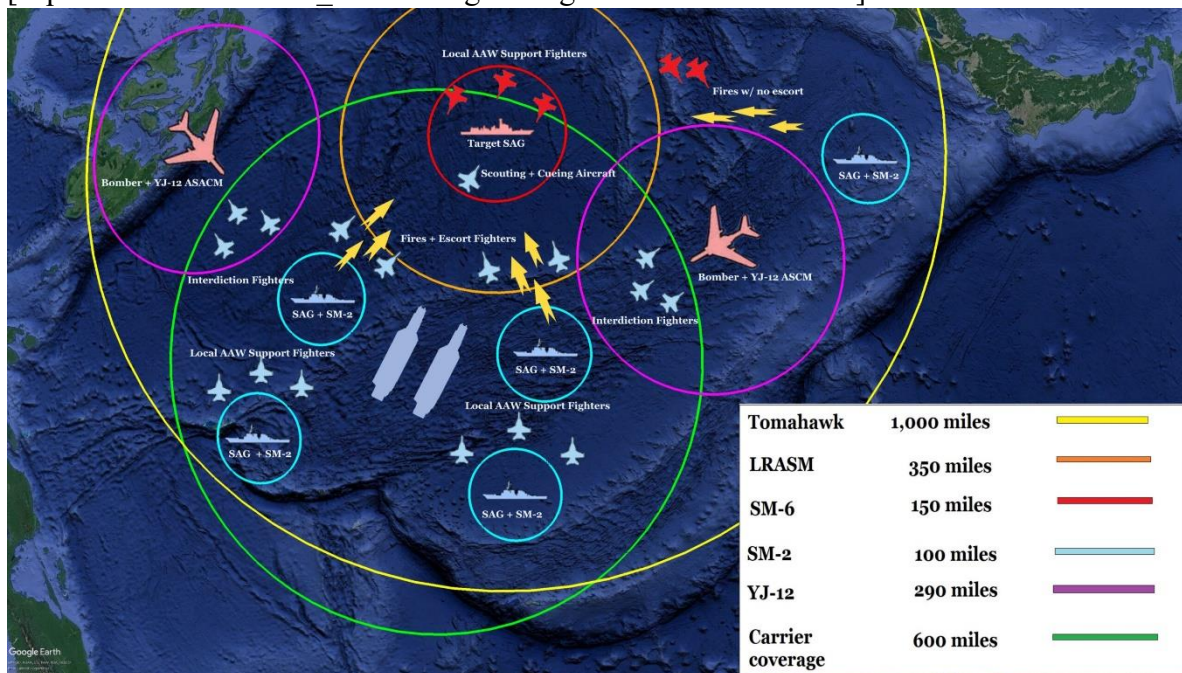 Local AAW Support Fighters
Fires w/ no escort
Target SAG
SAG + SM-2
Scouting + Cueing Aircraft
Bomber + YJ-12 ASACM
Fires + Escort Fighters
Bomber + YJ-12 ASCM
Interdiction Fighters
SAG + SM-2
Interdiction Fighters
Local AAW Support Fighters
SAG + SM-2
Local AAW Support Fighters
SAG + SM-2
SAG + SM-2
Tomahawk 1,000 miles
LRASM 350 miles
SM-6 150 miles
SM-2 100 miles
YJ-12 290 miles
Carrier
coverage 600 miles
Google Earth